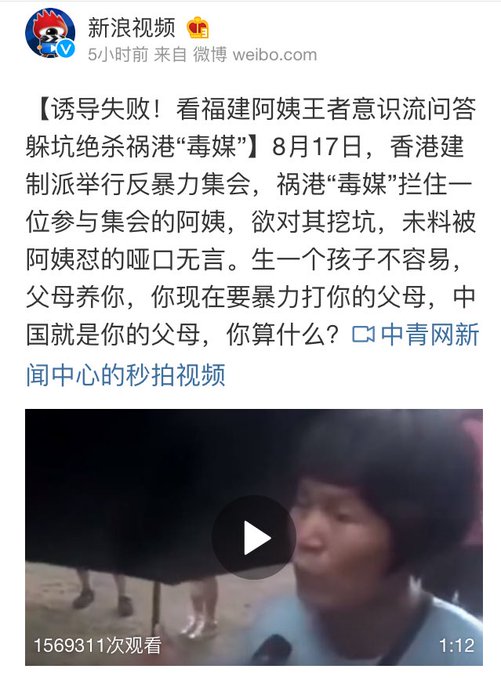 新浪视频
5小时前 来自 微博 weibo.com
【诱导失败！看福建阿姨王者意识流问答
躲坑绝杀祸港“毒媒”】8月17日，香港建
制派举行反暴力集会，祸港“毒媒”拦住一
位参与集会的阿姨，欲对其挖坑，未料被
阿姨怼的哑口无言。生一个孩子不容易，
父母养你，你现在要暴力打你的父母，中
国就是你的父母，你算什么？中青网新
闻中心的秒拍视频
1569311次观看
1:12